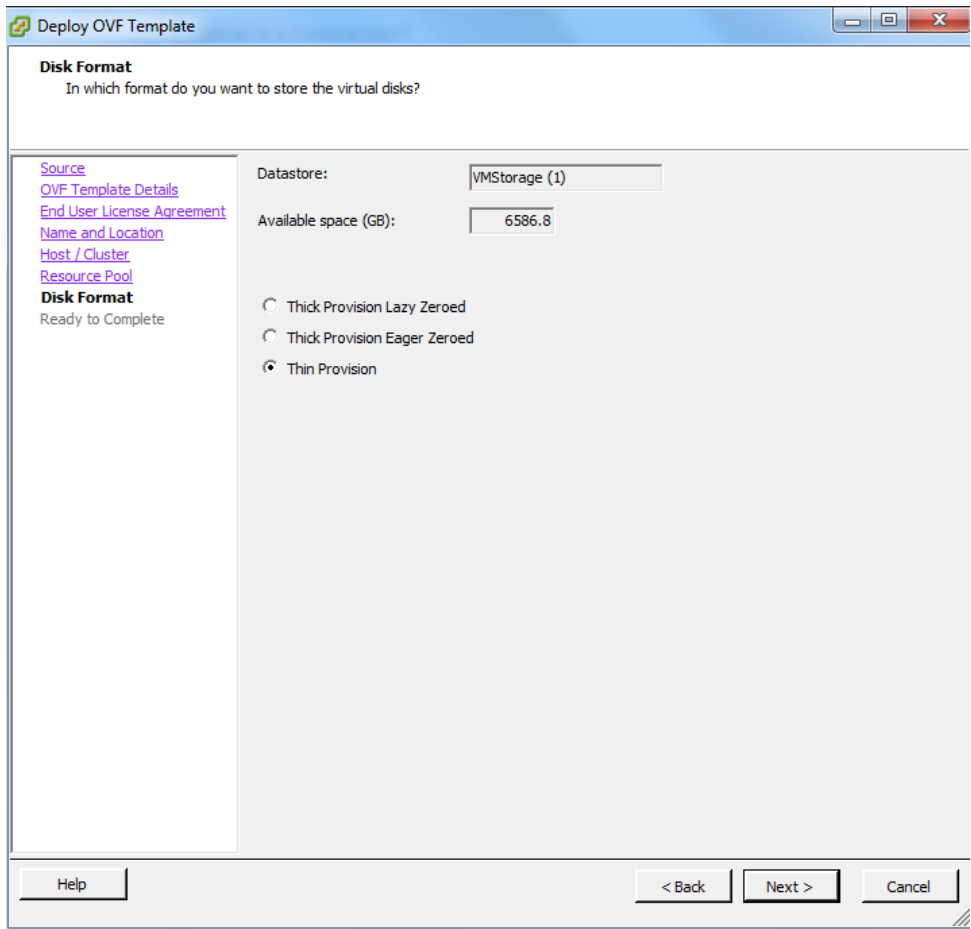 Deploy OVF Template
Disk Format
In which format do you want to store the virtual disks?
Source
OVF Template Details
End User License Agreement
Name and Location
Host / Cluster
Resource Pool
Disk Format
Ready to Complete
Datastore: VMStorage (1)
Available space (GB): 6586.8
Thick Provision Lazy Zeroed
Thick Provision Eager Zeroed
Thin Provision
Help < Back Next > Cancel